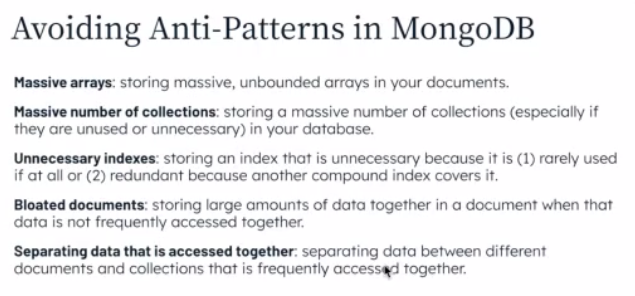 Avoiding Anti-Patterns in MongoDB
Massive arrays: storing massive, unbounded arrays in your documents.
Massive number of collections: storing a massive number of collections (especially if
they are unused or unnecessary) in your database.
Unnecessary indexes: storing an index that is unnecessary because it is (1) rarely used
if at all or (2) redundant because another compound index covers it.
Bloated documents: storing large amounts of data together in a document when that
data is not frequently accessed together.
Separating data that is accessed together: separating data between different
documents and collections that is frequently accessed together.